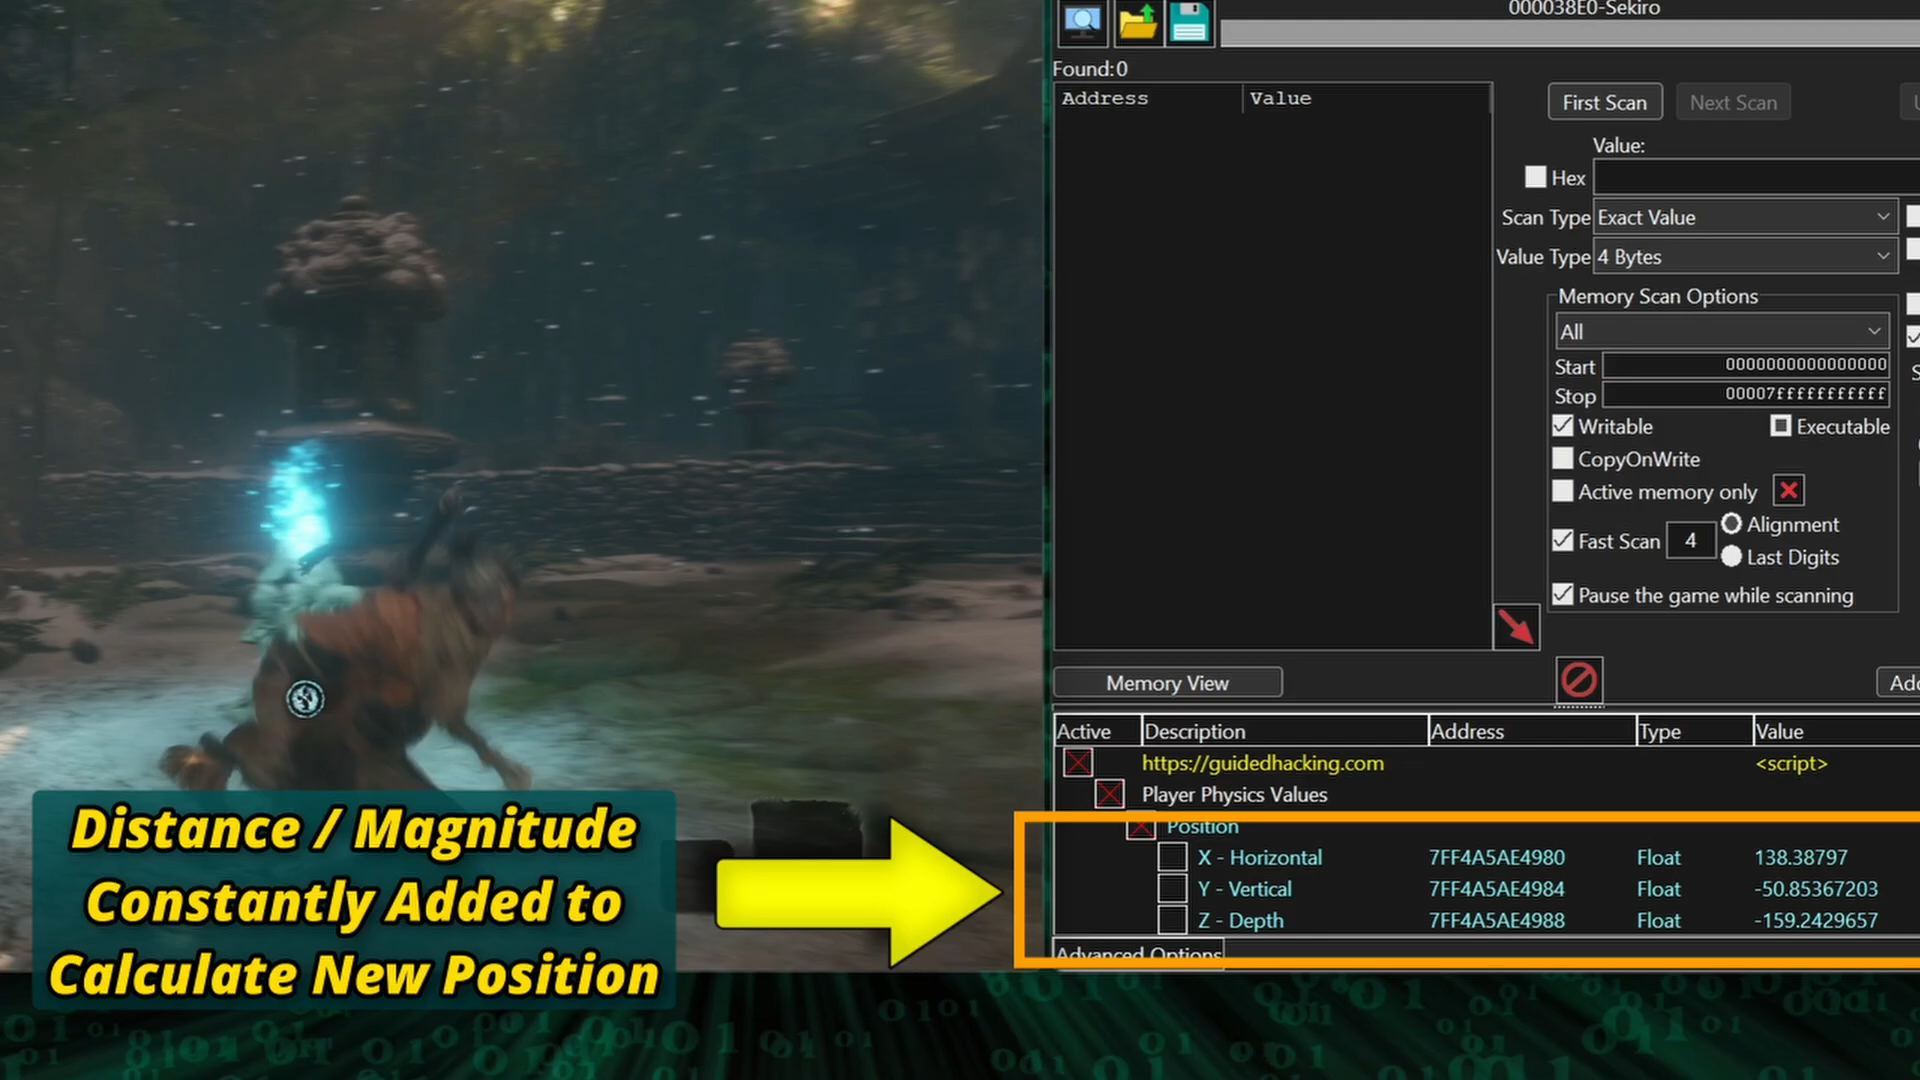 000038E0-Sekiro
Found:0
Address Value
First Scan Next Scan
Value:
Hex
Scan Type Exact Value
Value Type 4 Bytes
Memory Scan Options
All
Start 0000000000000000
Stop 00007fffffffffff
Writable Executable
CopyOnWrite
Active memory only
Fast Scan 4 Alignment
Last Digits
Pause the game while scanning
Memory View
Active Description Address Type Value
https://guidedhacking.com <script>
Player Physics Values
Position
X - Horizontal 7FF4A5AE4980 Float 138.38797
Y - Vertical 7FF4A5AE4984 Float -50.85367203
Z - Depth 7FF4A5AE4988 Float -159.2429657
Advanced Options
Distance / Magnitude
Constantly Added to
Calculate New Position